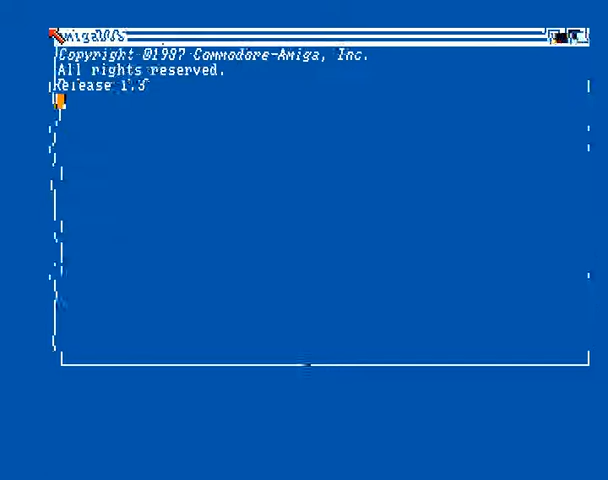 AmigaDOS
Copyright ©1987 Commodore-Amiga, Inc.
All rights reserved.
Release 1.3